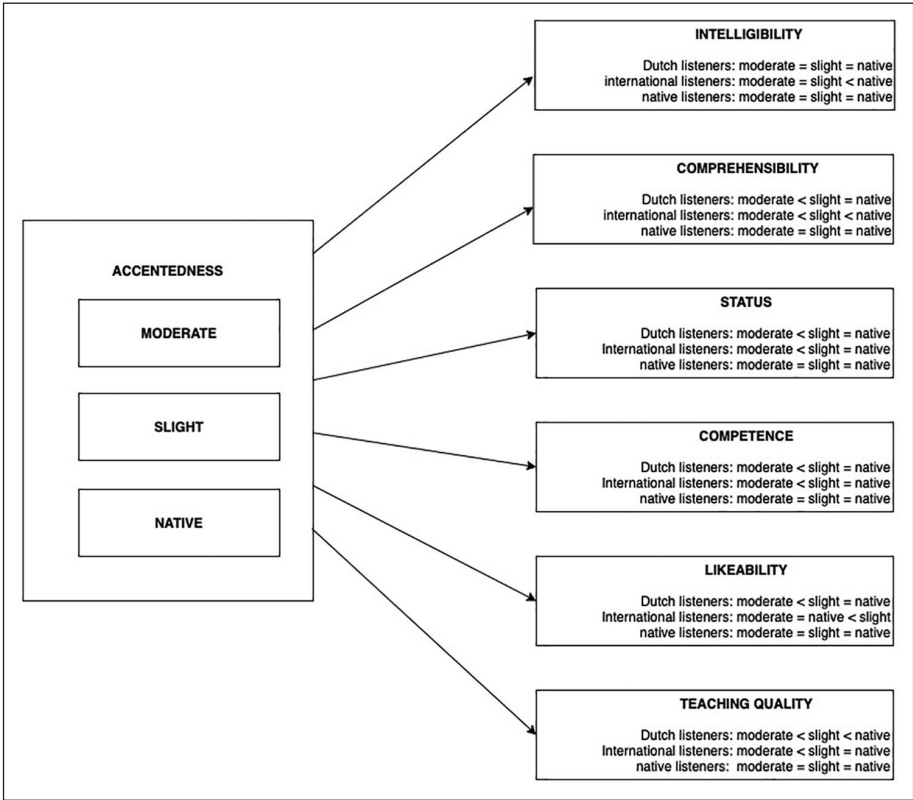 ACCENTEDNESS
MODERATE
SLIGHT
NATIVE
INTELLIGIBILITY
Dutch listeners: moderate = slight = native
international listeners: moderate = slight < native
native listeners: moderate = slight = native
COMPREHENSIBILITY
Dutch listeners: moderate < slight = native
international listeners: moderate < slight < native
native listeners: moderate = slight = native
STATUS
Dutch listeners: moderate < slight = native
International listeners: moderate < slight = native
native listeners: moderate = slight = native
COMPETENCE
Dutch listeners: moderate < slight = native
International listeners: moderate < slight = native
native listeners: moderate = slight = native
LIKEABILITY
Dutch listeners: moderate < slight = native
International listeners: moderate = native < slight
native listeners: moderate = slight = native
TEACHING QUALITY
Dutch listeners: moderate < slight < native
International listeners: moderate < slight = native
native listeners: moderate = slight = native